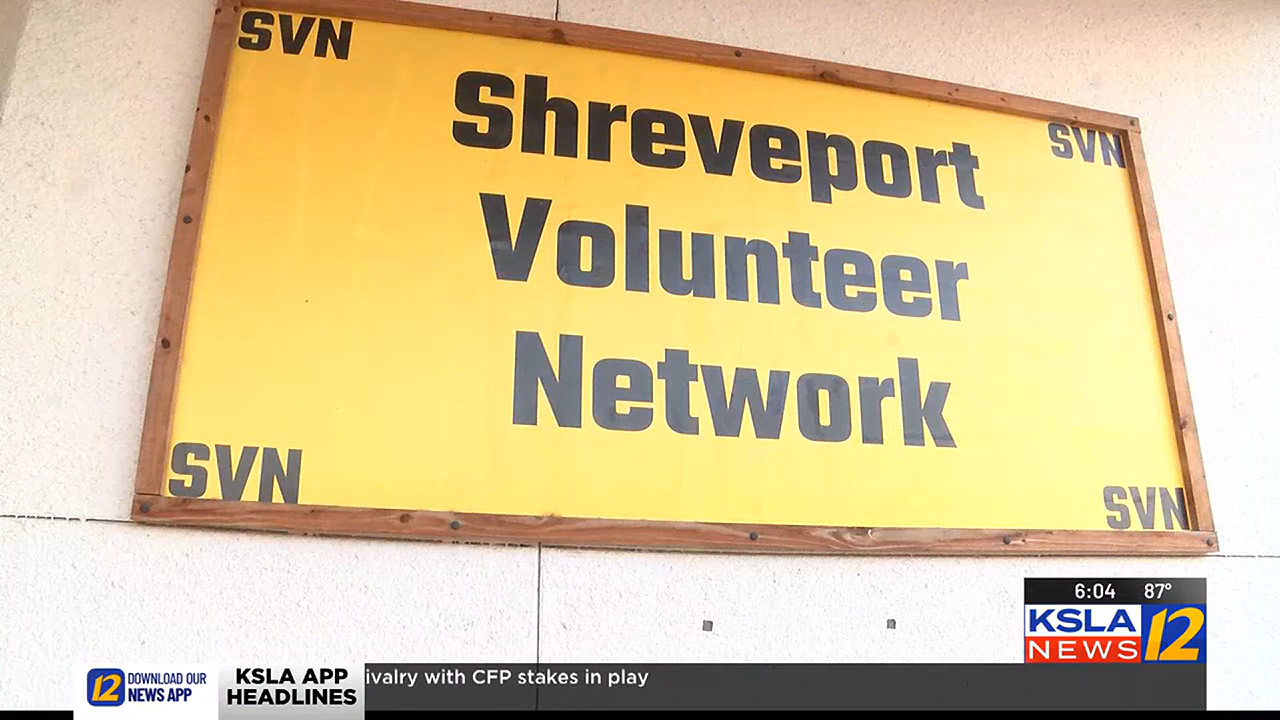 SVN
SVN
Shreveport
Volunteer
Network
SVN
SVN
6:04 87°
KSLA
NEWS 12
12 DOWNLOAD OUR
NEWS APP
KSLA APP
HEADLINES
ivalry with CFP stakes in play